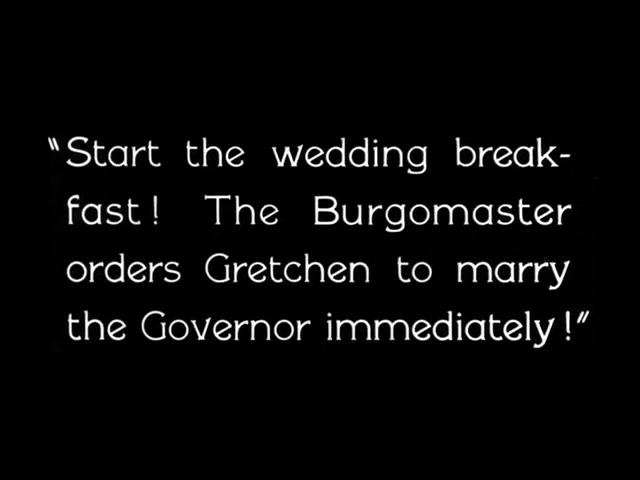 "Start the wedding break-
fast! The Burgomaster
orders Gretchen to marry
the Governor immediately!"